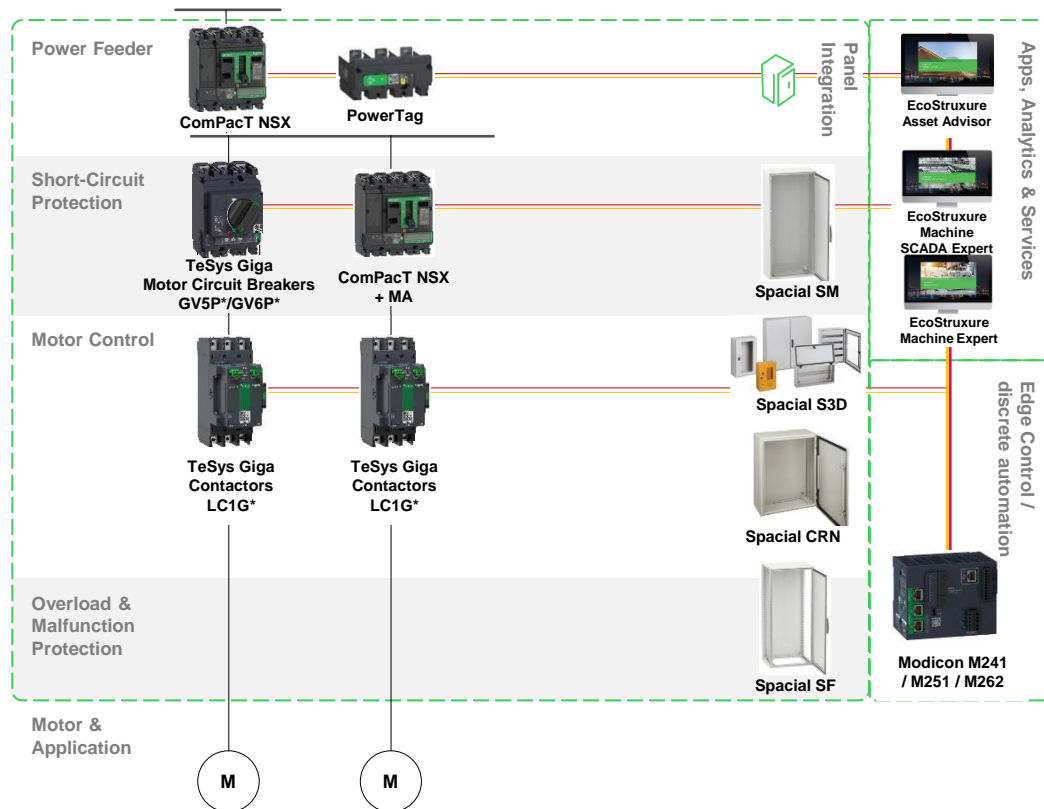 Power Feeder
ComPacT NSX
PowerTag
Panel
Integration
EcoStruxure
Asset Advisor
Apps, Analytics & Services
Short-Circuit
Protection
TeSys Giga
Motor Circuit Breakers
GV5P*/GV6P*
ComPacT NSX
+ MA
Spacial SM
EcoStruxure
Machine
SCADA Expert
EcoStruxure
Machine Expert
Motor Control
TeSys Giga
Contactors
LC1G*
TeSys Giga
Contactors
LC1G*
Spacial S3D
Spacial CRN
Edge Control /
discrete automation
Overload &
Malfunction
Protection
Spacial SF
Modicon M241
/ M251 / M262
Motor &
Application
M
M